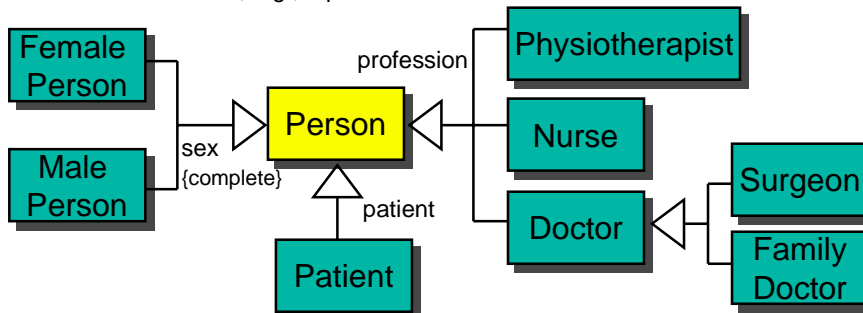 Female
Person
Male
Person
sex
{complete}
Person
patient
Patient
profession
Physiotherapist
Nurse
Doctor
Surgeon
Family
Doctor